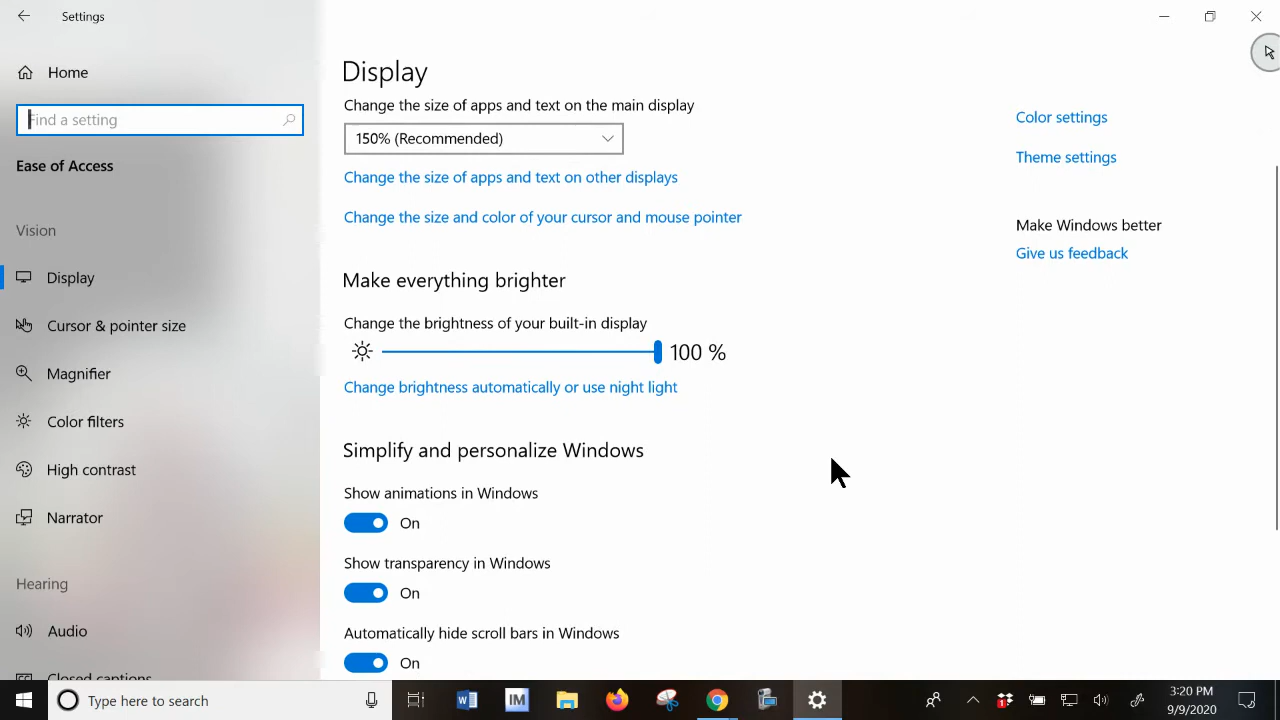 Settings
Home
Find a setting
Ease of Access
Vision
Display
Cursor & pointer size
Magnifier
Color filters
High contrast
Narrator
Hearing
Audio
Closed captions
Display
Change the size of apps and text on the main display
150% (Recommended)
Change the size of apps and text on other displays
Change the size and color of your cursor and mouse pointer
Make everything brighter
Change the brightness of your built-in display
100 %
Change brightness automatically or use night light
Simplify and personalize Windows
Show animations in Windows
On
Show transparency in Windows
On
Automatically hide scroll bars in Windows
On
Color settings
Theme settings
Make Windows better
Give us feedback
Type here to search
W
IM
1
3:20 PM
9/9/2020